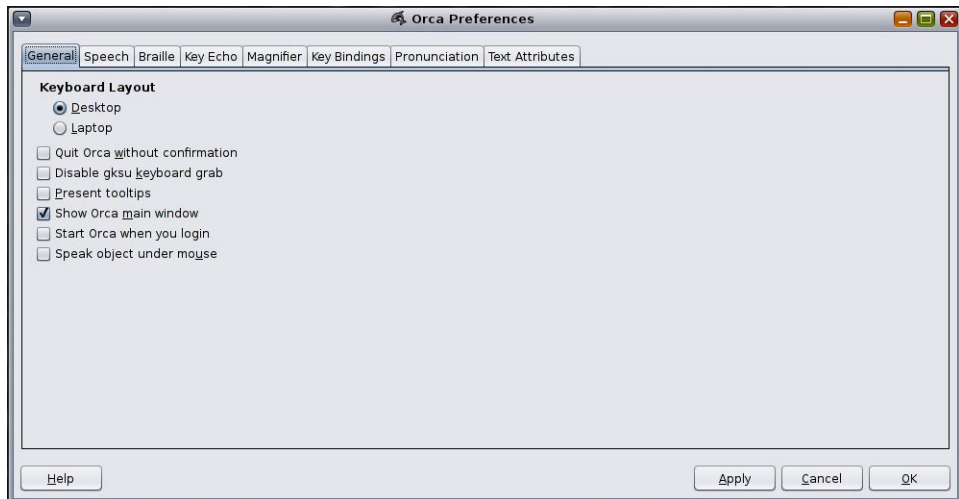 Orca Preferences
General Speech Braille Key Echo Magnifier Key Bindings Pronunciation Text Attributes
Keyboard Layout
Desktop
Laptop
Quit Orca without confirmation
Disable gksu keyboard grab
Present tooltips
Show Orca main window
Start Orca when you login
Speak object under mouse
Help Apply Cancel OK